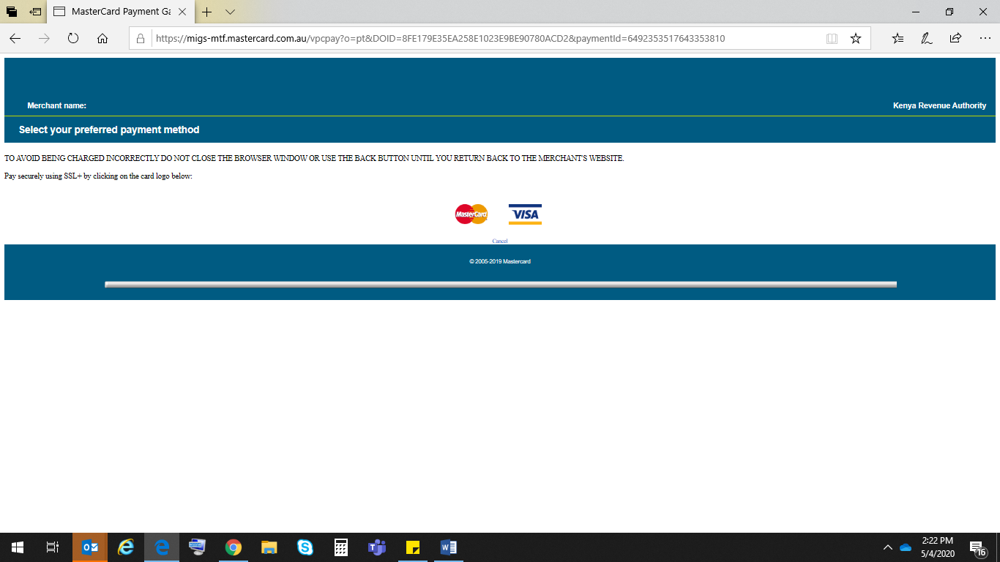 MasterCard Payment Ga
https://migs-mtf.mastercard.com.au/vpcpay?o=pt&DOID=8FE179E35EA258E1023E9BE90780ACD2&paymentId=6492353517643353810
Merchant name: Kenya Revenue Authority
Select your preferred payment method
TO AVOID BEING CHARGED INCORRECTLY DO NOT CLOSE THE BROWSER WINDOW OR USE THE BACK BUTTON UNTIL YOU RETURN BACK TO THE MERCHANT'S WEBSITE.
Pay securely using SSL+ by clicking on the card logo below:
MasterCard VISA
Cancel
© 2005-2019 Mastercard
2:22 PM
5/4/2020
16